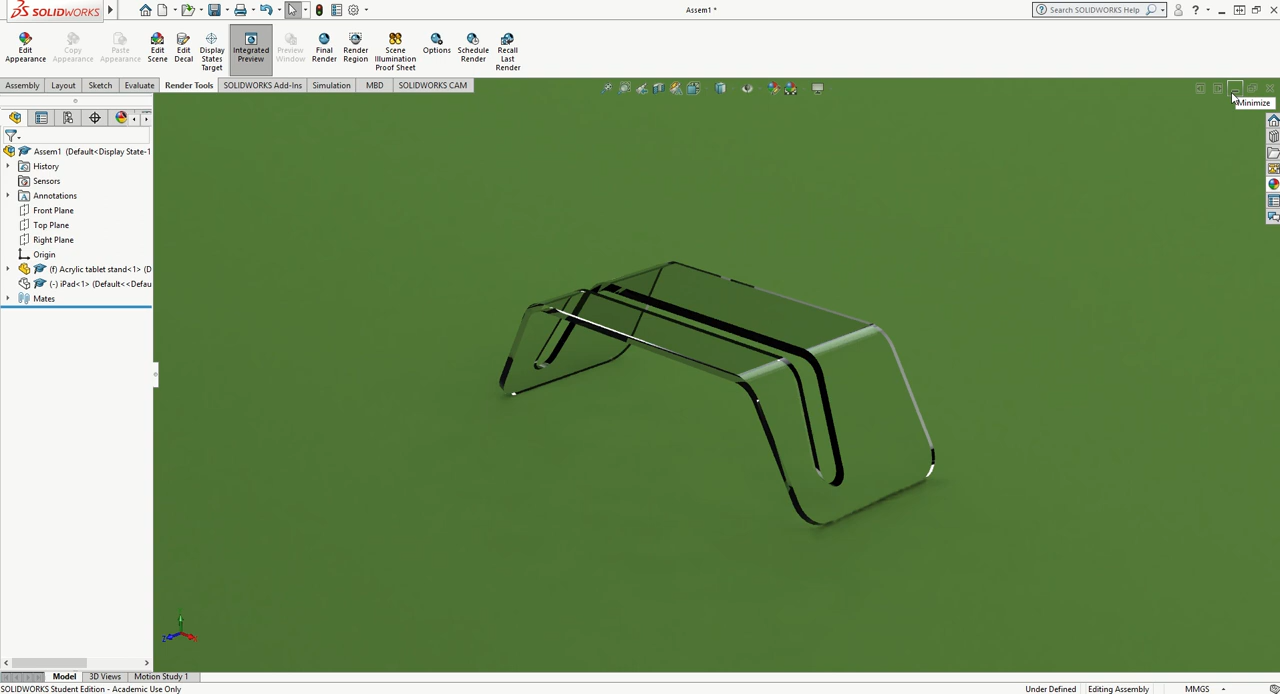 SOLIDWORKS
Assem1 *
Search SOLIDWORKS Help
Edit Appearance
Copy Appearance
Paste Appearance
Edit Scene
Edit Decal
Display States Target
Integrated Preview
Preview Window
Final Render
Render Region
Scene Illumination Proof Sheet
Options
Schedule Render
Recall Last Render
Assembly
Layout
Sketch
Evaluate
Render Tools
SOLIDWORKS Add-Ins
Simulation
MBD
SOLIDWORKS CAM
Minimize
Assem1 (Default<Display State-1
History
Sensors
Annotations
Front Plane
Top Plane
Right Plane
Origin
(f) Acrylic tablet stand<1> (D
(-) iPad<1> (Default<<Defau
Mates
Model
3D Views
Motion Study 1
SOLIDWORKS Student Edition - Academic Use Only
Under Defined
Editing Assembly
MMGS